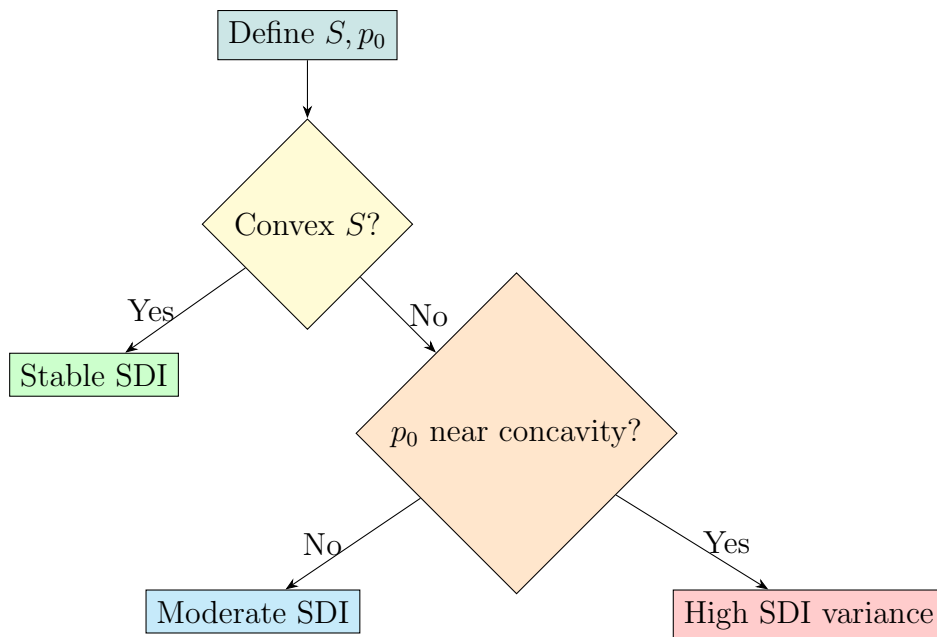 Define S, p₀
Convex S?
Yes
No
Stable SDI
p₀ near concavity?
No
Yes
Moderate SDI
High SDI variance